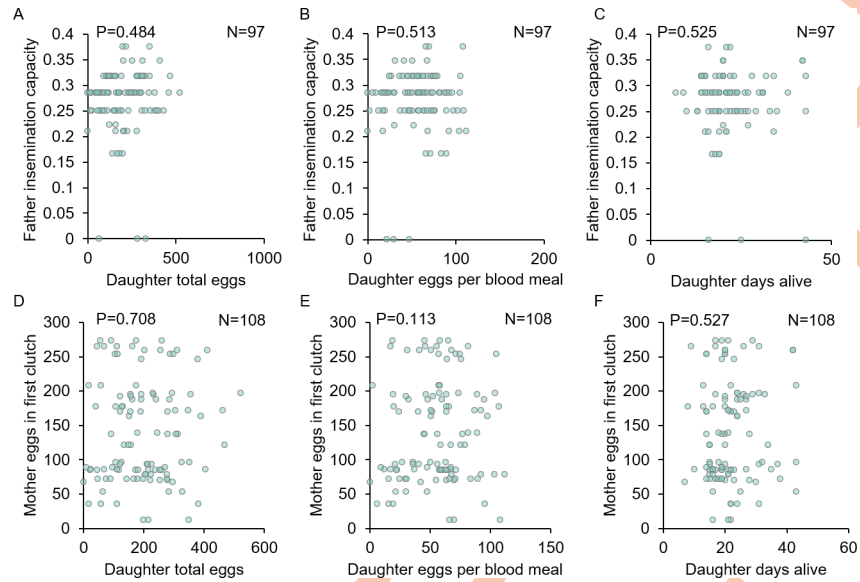 A
P=0.484
N=97
Father insemination capacity
0.4
0.35
0.3
0.25
0.2
0.15
0.1
0.05
0
0 500 1000
Daughter total eggs
B
P=0.513
N=97
Father insemination capacity
0.4
0.35
0.3
0.25
0.2
0.15
0.1
0.05
0
0 100 200
Daughter eggs per blood meal
C
P=0.525
N=97
Father insemination capacity
0.4
0.35
0.3
0.25
0.2
0.15
0.1
0.05
0
0 50
Daughter days alive
D
P=0.708
N=108
Mother eggs in first clutch
300
250
200
150
100
50
0
0 200 400 600
Daughter total eggs
E
P=0.113
N=108
Mother eggs in first clutch
300
250
200
150
100
50
0
0 50 100 150
Daughter eggs per blood meal
F
P=0.527
N=108
Mother eggs in first clutch
300
250
200
150
100
50
0
0 20 40 60
Daughter days alive